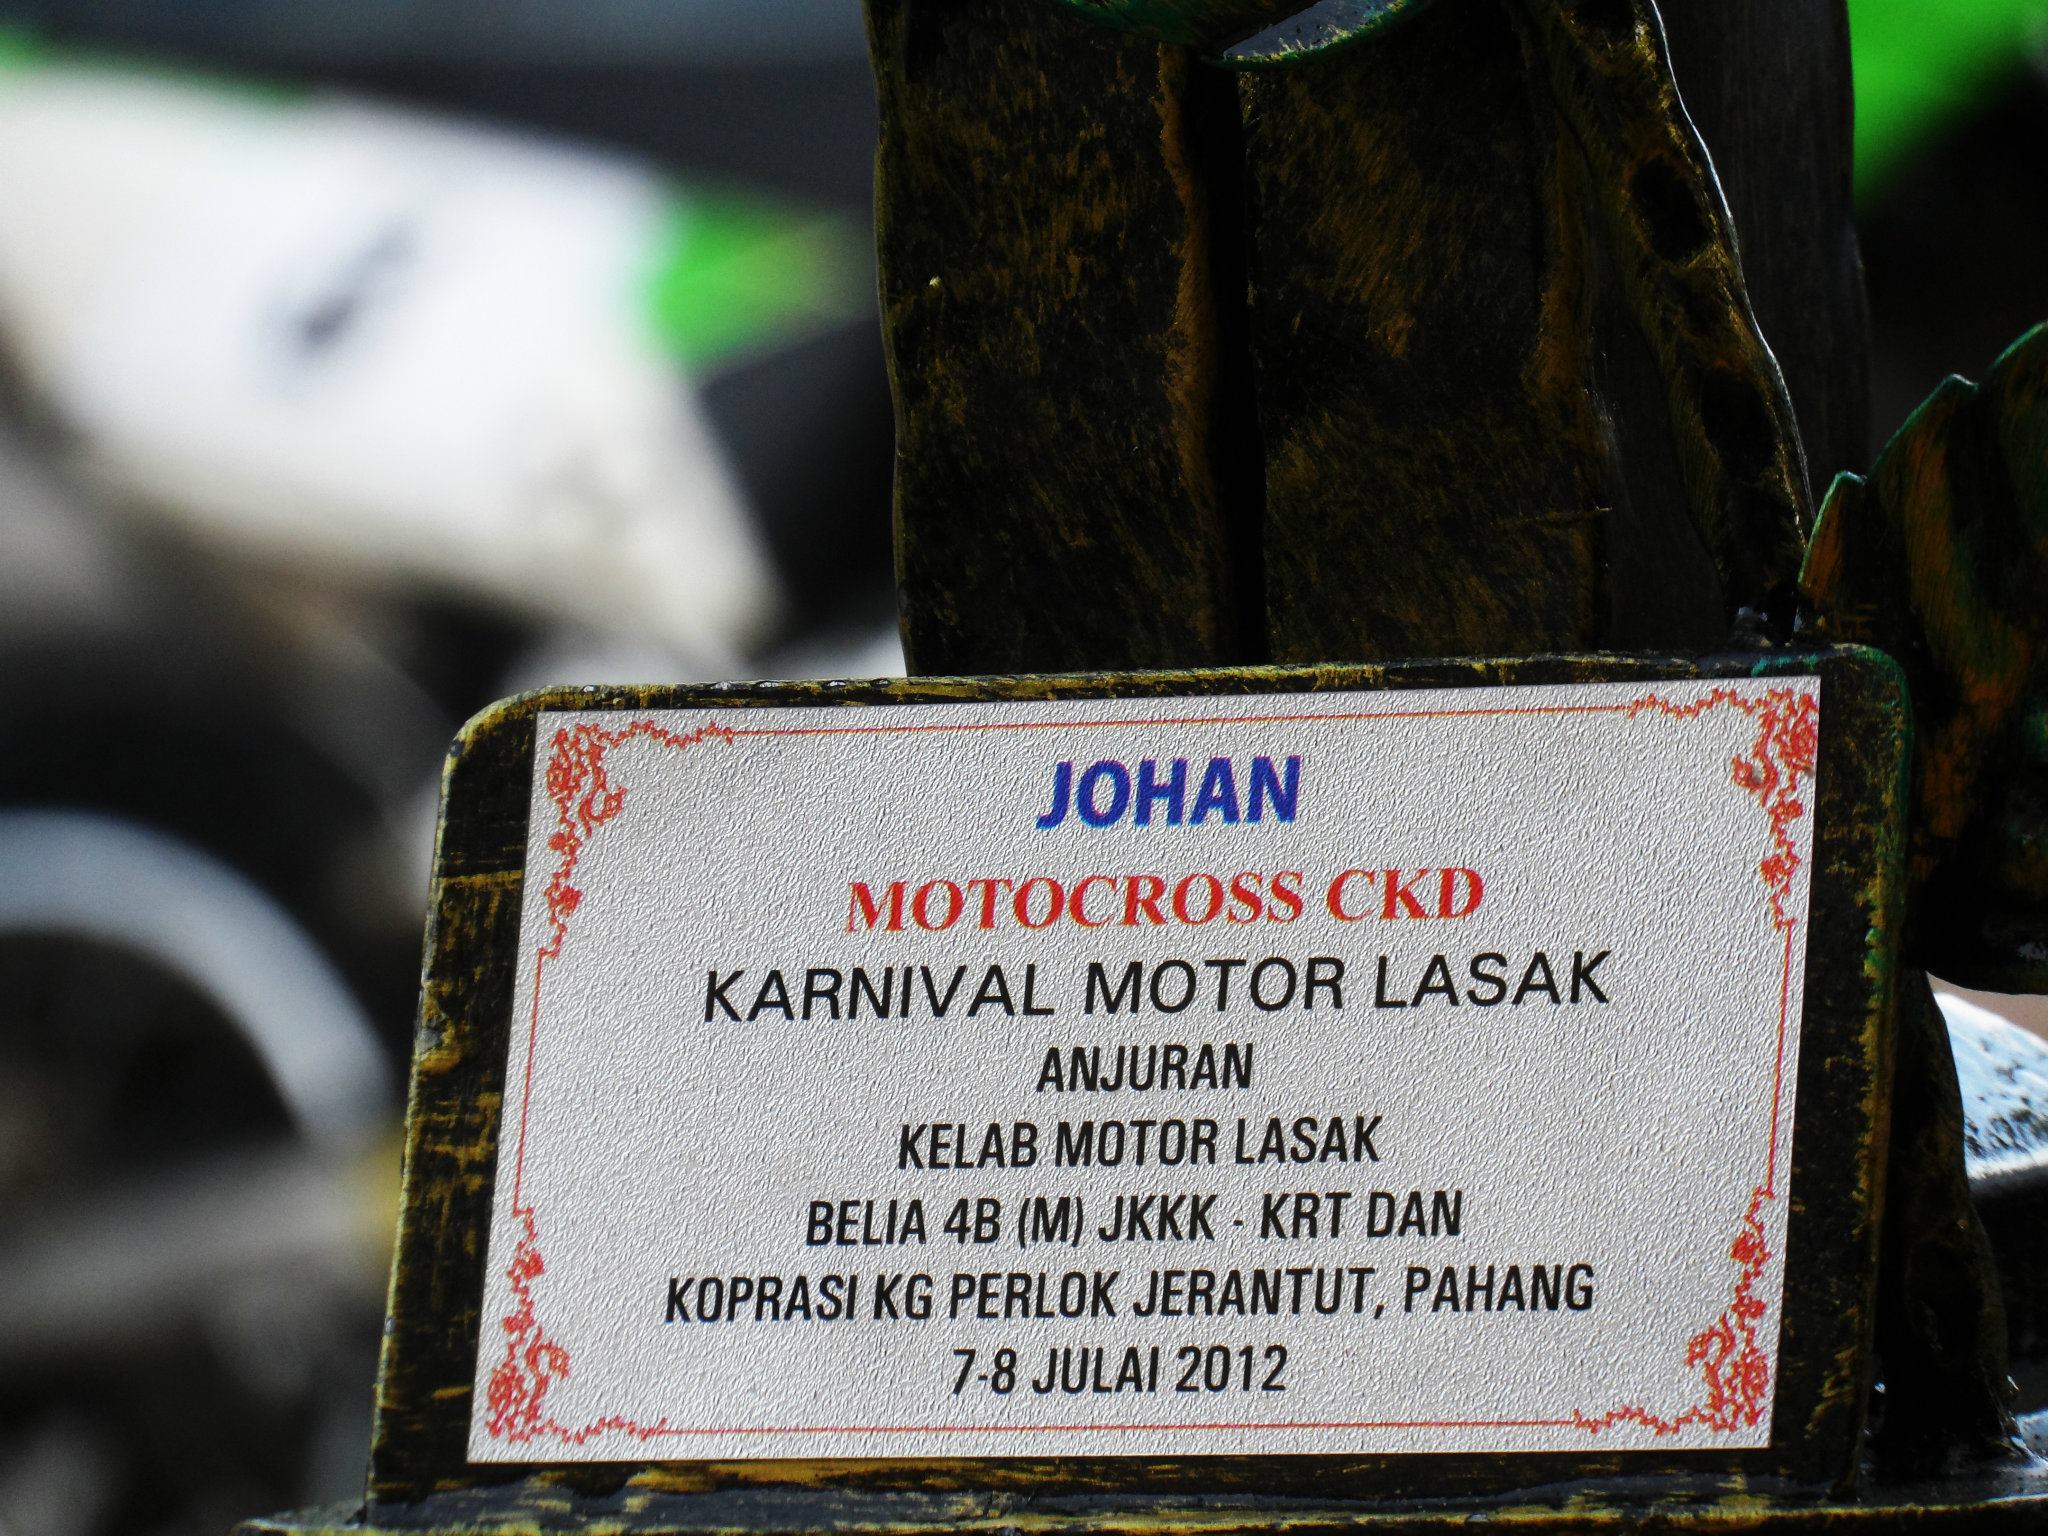 JOHAN
MOTOCROSS CKD
KARNIVAL MOTOR LASAK
ANJURAN
KELAB MOTOR LASAK
BELIA 4B (M) JKKK - KRT DAN
KOPRASI KG PERLOK JERANTUT, PAHANG
7-8 JULAI 2012